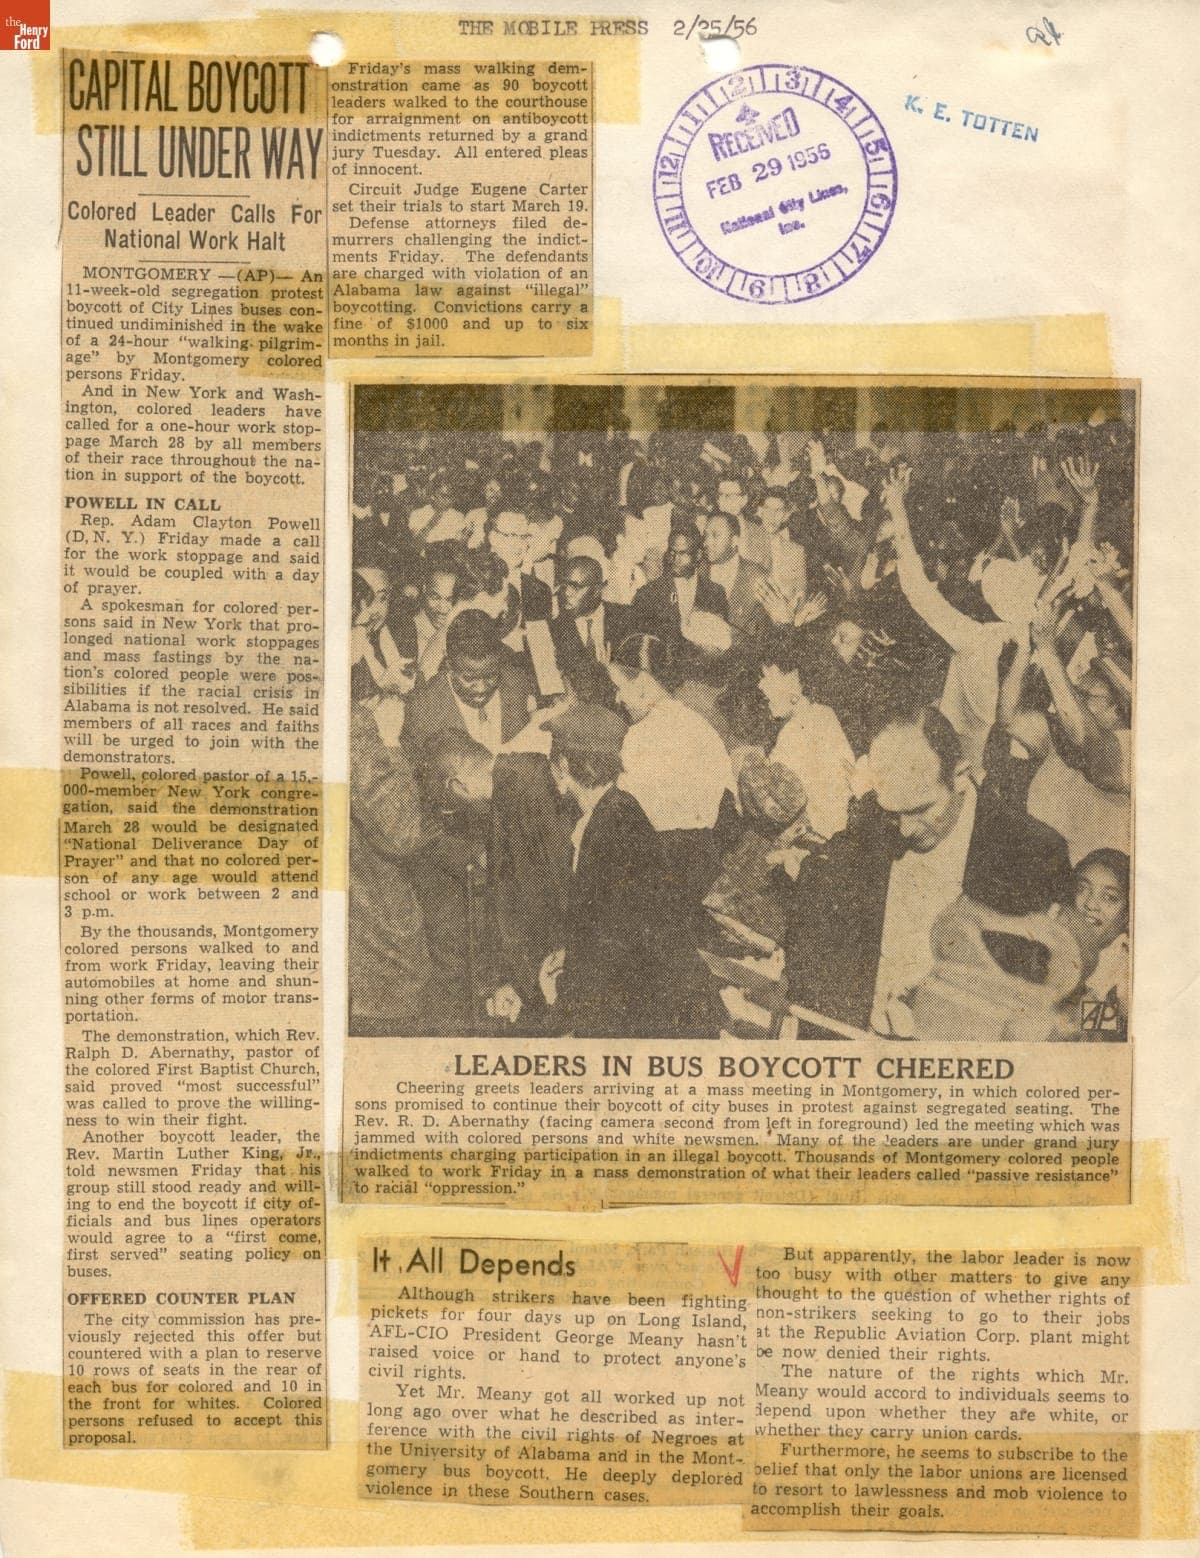 the
Henry
Ford
THE MOBILE PRESS 2/25/56
K. E. TOTTEN
12 1 2 3 4 5 6 7 8 9 10 11
RECEIVED
FEB 29 1956
National City Lines,
Inc.
CAPITAL BOYCOTT
STILL UNDER WAY
Colored Leader Calls For
National Work Halt
MONTGOMERY —(AP)— An
11-week-old segregation protest
boycott of City Lines buses con-
tinued undiminished in the wake
of a 24-hour "walking pilgrim-
age" by Montgomery colored
persons Friday.
And in New York and Wash-
ington, colored leaders have
called for a one-hour work stop-
page March 28 by all members
of their race throughout the na-
tion in support of the boycott.
POWELL IN CALL
Rep. Adam Clayton Powell
(D, N. Y.) Friday made a call
for the work stoppage and said
it would be coupled with a day
of prayer.
A spokesman for colored per-
sons said in New York that pro-
longed national work stoppages
and mass fastings by the na-
tion's colored people were pos-
sibilities if the racial crisis in
Alabama is not resolved. He said
members of all races and faiths
will be urged to join with the
demonstrators.
Powell, colored pastor of a 15,-
000-member New York congre-
gation, said the demonstration
March 28 would be designated
"National Deliverance Day of
Prayer" and that no colored per-
son of any age would attend
school or work between 2 and
3 p.m.
By the thousands, Montgomery
colored persons walked to and
from work Friday, leaving their
automobiles at home and shun-
ning other forms of motor trans-
portation.
The demonstration, which Rev.
Ralph D. Abernathy, pastor of
the colored First Baptist Church,
said proved "most successful"
was called to prove the willing-
ness to win their fight.
Another boycott leader, the
Rev. Martin Luther King, Jr.,
told newsmen Friday that his
group still stood ready and will-
ing to end the boycott if city of-
ficials and bus lines operators
would agree to a "first come,
first served" seating policy on
buses.
OFFERED COUNTER PLAN
The city commission has pre-
viously rejected this offer but
countered with a plan to reserve
10 rows of seats in the rear of
each bus for colored and 10 in
the front for whites. Colored
persons refused to accept this
proposal.
Friday's mass walking dem-
onstration came as 90 boycott
leaders walked to the courthouse
for arraignment on antiboycott
indictments returned by a grand
jury Tuesday. All entered pleas
of innocent.
Circuit Judge Eugene Carter
set their trials to start March 19.
Defense attorneys filed de-
murrers challenging the indict-
ments Friday. The defendants
are charged with violation of an
Alabama law against "illegal"
boycotting. Convictions carry a
fine of $1000 and up to six
months in jail.
AP
LEADERS IN BUS BOYCOTT CHEERED
Cheering greets leaders arriving at a mass meeting in Montgomery, in which colored per-
sons promised to continue their boycott of city buses in protest against segregated seating. The
Rev. R. D. Abernathy (facing camera second from left in foreground) led the meeting which was
jammed with colored persons and white newsmen. Many of the leaders are under grand jury
indictments charging participation in an illegal boycott. Thousands of Montgomery colored people
walked to work Friday in a mass demonstration of what their leaders called "passive resistance"
to racial "oppression."
It All Depends
Although strikers have been fighting
pickets for four days up on Long Island,
AFL-CIO President George Meany hasn't
raised voice or hand to protect anyone's
civil rights.
Yet Mr. Meany got all worked up not
long ago over what he described as inter-
ference with the civil rights of Negroes at
the University of Alabama and in the Mont-
gomery bus boycott. He deeply deplored
violence in these Southern cases.
But apparently, the labor leader is now
too busy with other matters to give any
thought to the question of whether rights of
non-strikers seeking to go to their jobs
at the Republic Aviation Corp. plant might
be now denied their rights.
The nature of the rights which Mr.
Meany would accord to individuals seems to
depend upon whether they are white, or
whether they carry union cards.
Furthermore, he seems to subscribe to the
belief that only the labor unions are licensed
to resort to lawlessness and mob violence to
accomplish their goals.